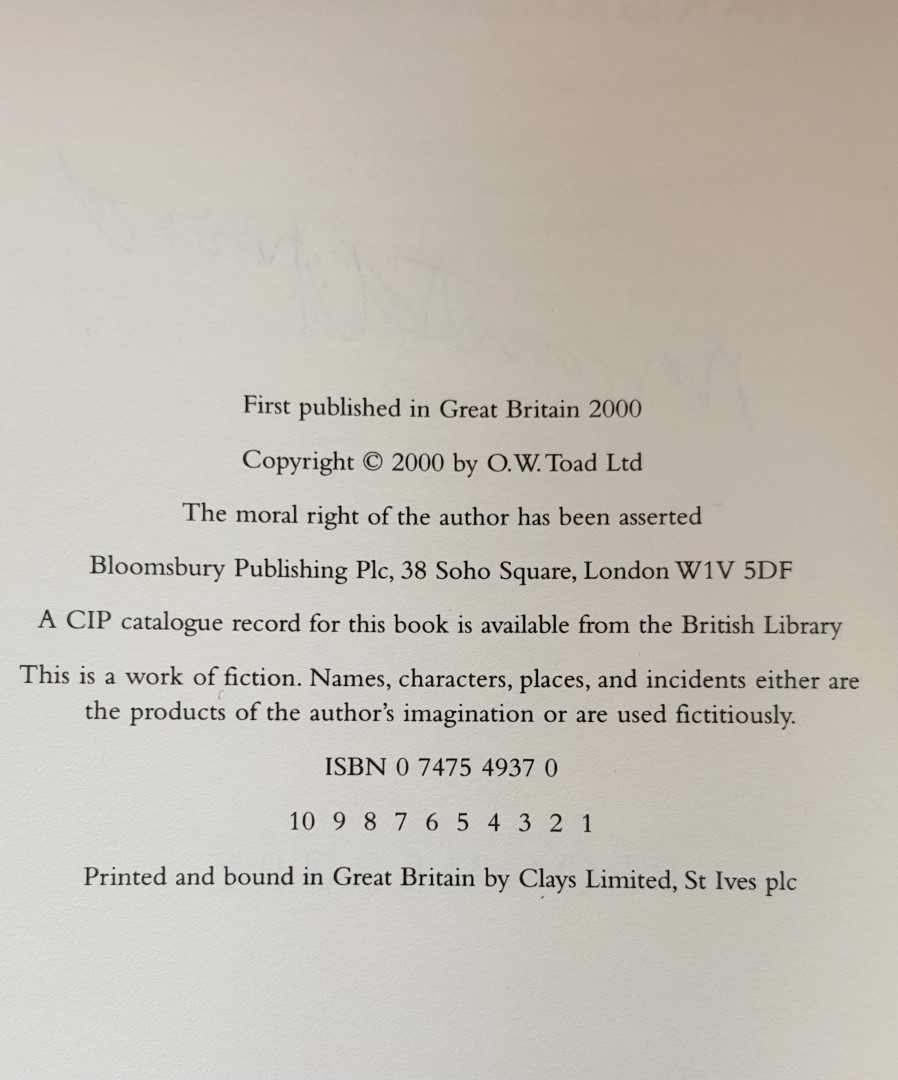 First published in Great Britain 2000
Copyright © 2000 by O.W. Toad Ltd
The moral right of the author has been asserted
Bloomsbury Publishing Plc, 38 Soho Square, London W1V 5DF
A CIP catalogue record for this book is available from the British Library
This is a work of fiction. Names, characters, places, and incidents either are
the products of the author's imagination or are used fictitiously.
ISBN 0 7475 4937 0
10 9 8 7 6 5 4 3 2 1
Printed and bound in Great Britain by Clays Limited, St Ives plc